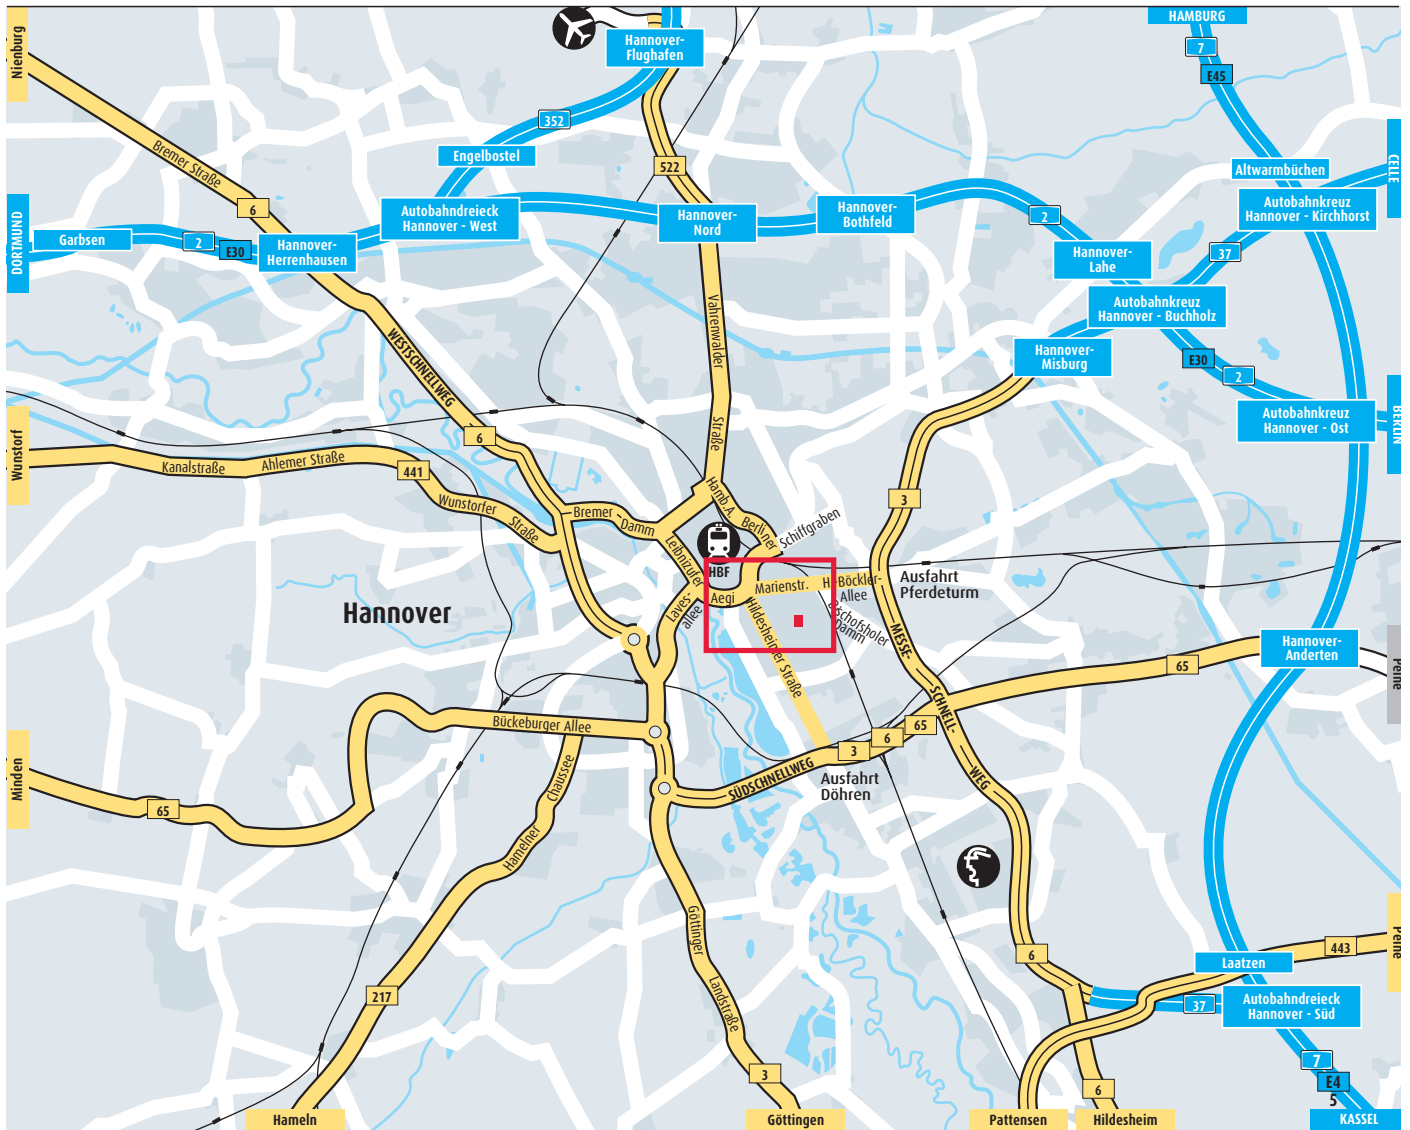 HAMBURG
7
E45
Hannover-
Flughafen
Nienburg
352
Engelbostel
522
Bremer Straße
6
CELLE
Altwarmbüchen
Autobahnkreuz
Hannover - Kirchhorst
DORTMUND
Garbsen
2
E30
Hannover-
Herrenhausen
Autobahndreieck
Hannover - West
Hannover-
Nord
Hannover-
Bothfeld
2
Hannover-
Lahe
37
Autobahnkreuz
Hannover - Buchholz
Vahrenwalder
Straße
WESTSCHNELLWEG
Hannover-
Misburg
E30
2
Autobahnkreuz
Hannover - Ost
BERLIN
Wunstorf
Kanalstraße
Ahlemer Straße
441
6
Wunstorfer
Straße
3
Hamb.A.
Berliner
Schiffgraben
Bremer
Damm
Leibnizufer
HBF
Aegi
Marienstr.
H.-Böckler-
Allee
Ausfahrt
Pferdeturm
Hannover
Laves-
allee
Hildesheimer Straße
Bischofsholer
Damm
MESSE-
SCHNELL-
WEG
Hannover-
Anderten
65
Peine
Bückeburger Allee
65
6
3
SÜDSCHNELLWEG
Ausfahrt
Döhren
Minden
65
Hamelner
Chaussee
Göttinger
Landstraße
217
6
443
Peine
Laatzen
37
Autobahndreieck
Hannover - Süd
3
6
7
E4
5
Hameln
Göttingen
Pattensen
Hildesheim
KASSEL